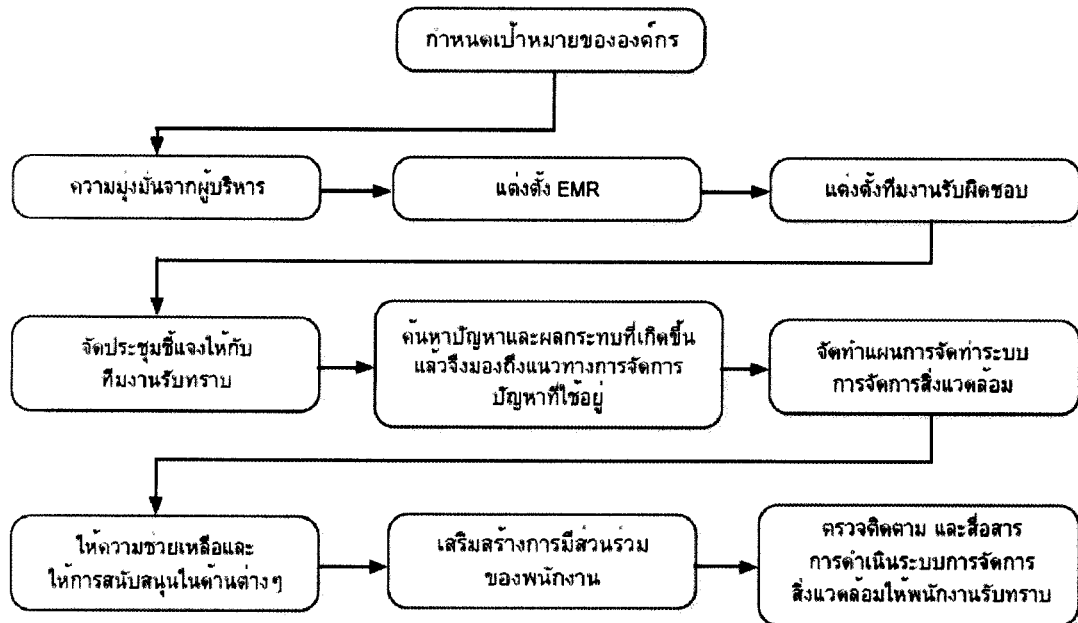 กำหนดเป้าหมายขององค์กร
ความมุ่งมั่นจากผู้บริหาร
แต่งตั้ง EMR
แต่งตั้งทีมงานรับผิดชอบ
จัดประชุมชี้แจงให้กับ
ทีมงานรับทราบ
ค้นหาปัญหาและผลกระทบที่เกิดขึ้น
แล้วจึงมองถึงแนวทางการจัดการ
ปัญหาที่ใช้อยู่
จัดทำแผนการจัดทำระบบ
การจัดการสิ่งแวดล้อม
ให้ความช่วยเหลือและ
ให้การสนับสนุนในด้านต่างๆ
เสริมสร้างการมีส่วนร่วม
ของพนักงาน
ตรวจติดตาม และสื่อสาร
การดำเนินระบบการจัดการ
สิ่งแวดล้อมให้พนักงานรับทราบ